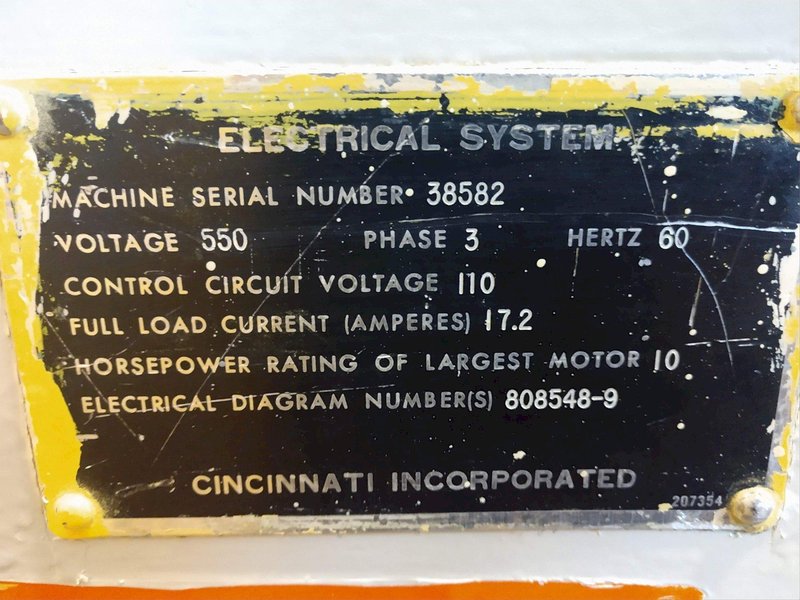 ELECTRICAL SYSTEM
MACHINE SERIAL NUMBER 38582
VOLTAGE 550 PHASE 3 HERTZ 60
CONTROL CIRCUIT VOLTAGE 110
FULL LOAD CURRENT (AMPERES) 17.2
HORSEPOWER RATING OF LARGEST MOTOR 10
ELECTRICAL DIAGRAM NUMBER(S) 808548-9
CINCINNATI INCORPORATED
207354